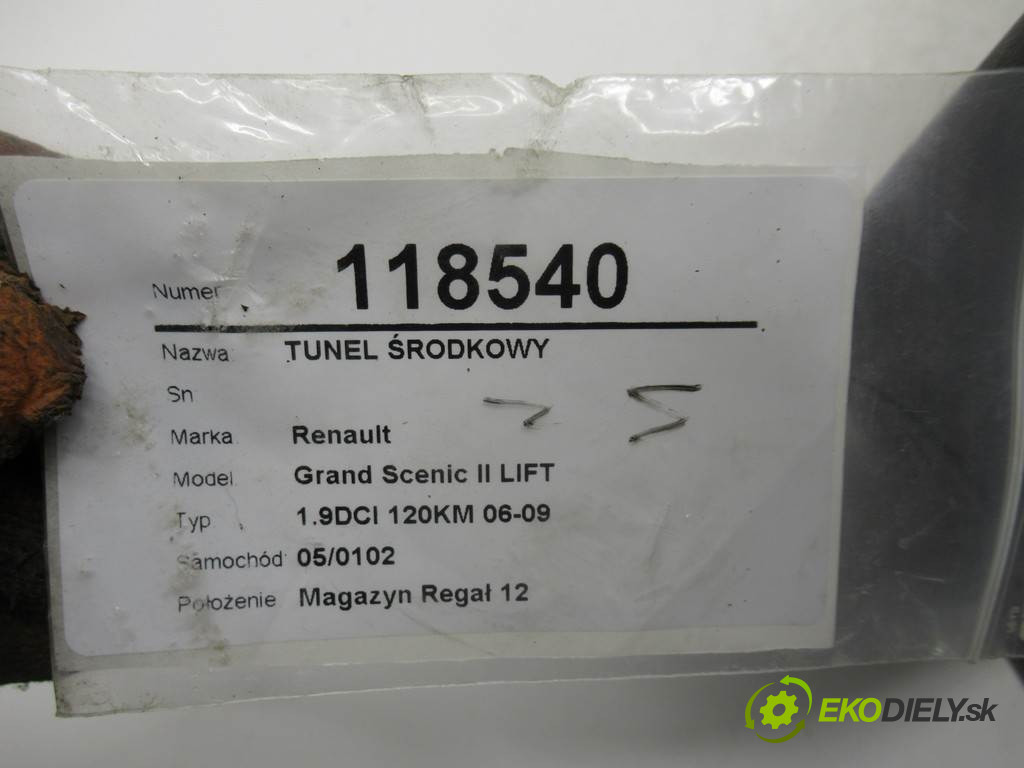 Numer 118540
Nazwa TUNEL ŚRODKOWY
Sn
Marka Renault
Model Grand Scenic II LIFT
Typ 1.9DCI 120KM 06-09
Samochód 05/0102
Położenie Magazyn Regał 12
EKODIELY.sk